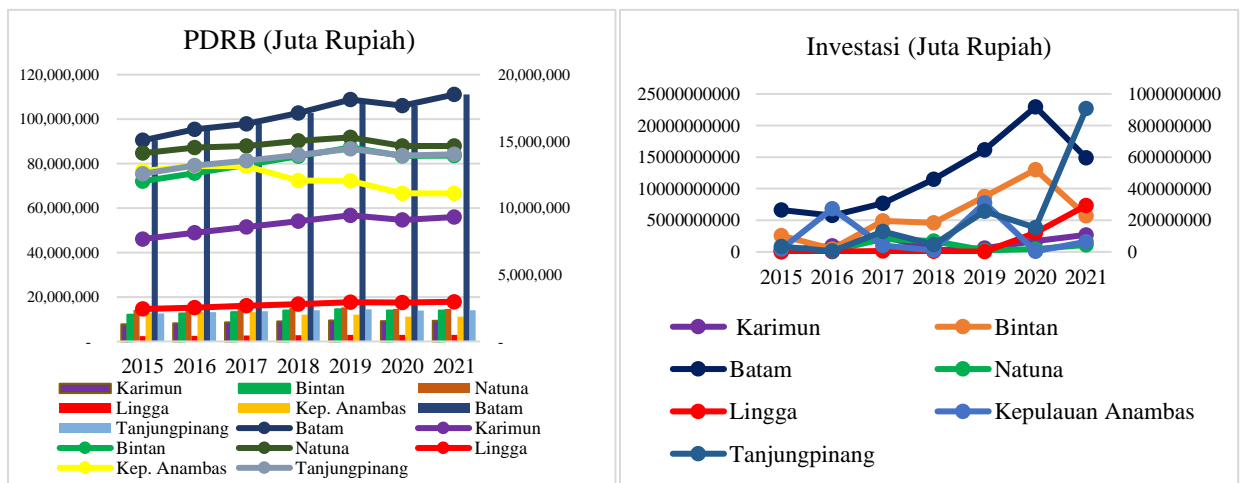 PDRB (Juta Rupiah)
120,000,000
100,000,000
80,000,000
60,000,000
40,000,000
20,000,000
-
20,000,000
15,000,000
10,000,000
5,000,000
-
2015 2016 2017 2018 2019 2020 2021
Karimun Bintan Natuna
Lingga Kep. Anambas Batam
Tanjungpinang Batam Karimun
Bintan Natuna Lingga
Kep. Anambas Tanjungpinang
Investasi (Juta Rupiah)
25000000000
20000000000
15000000000
10000000000
5000000000
0
1000000000
800000000
600000000
400000000
200000000
0
2015 2016 2017 2018 2019 2020 2021
Karimun Bintan
Batam Natuna
Lingga Kepulauan Anambas
Tanjungpinang